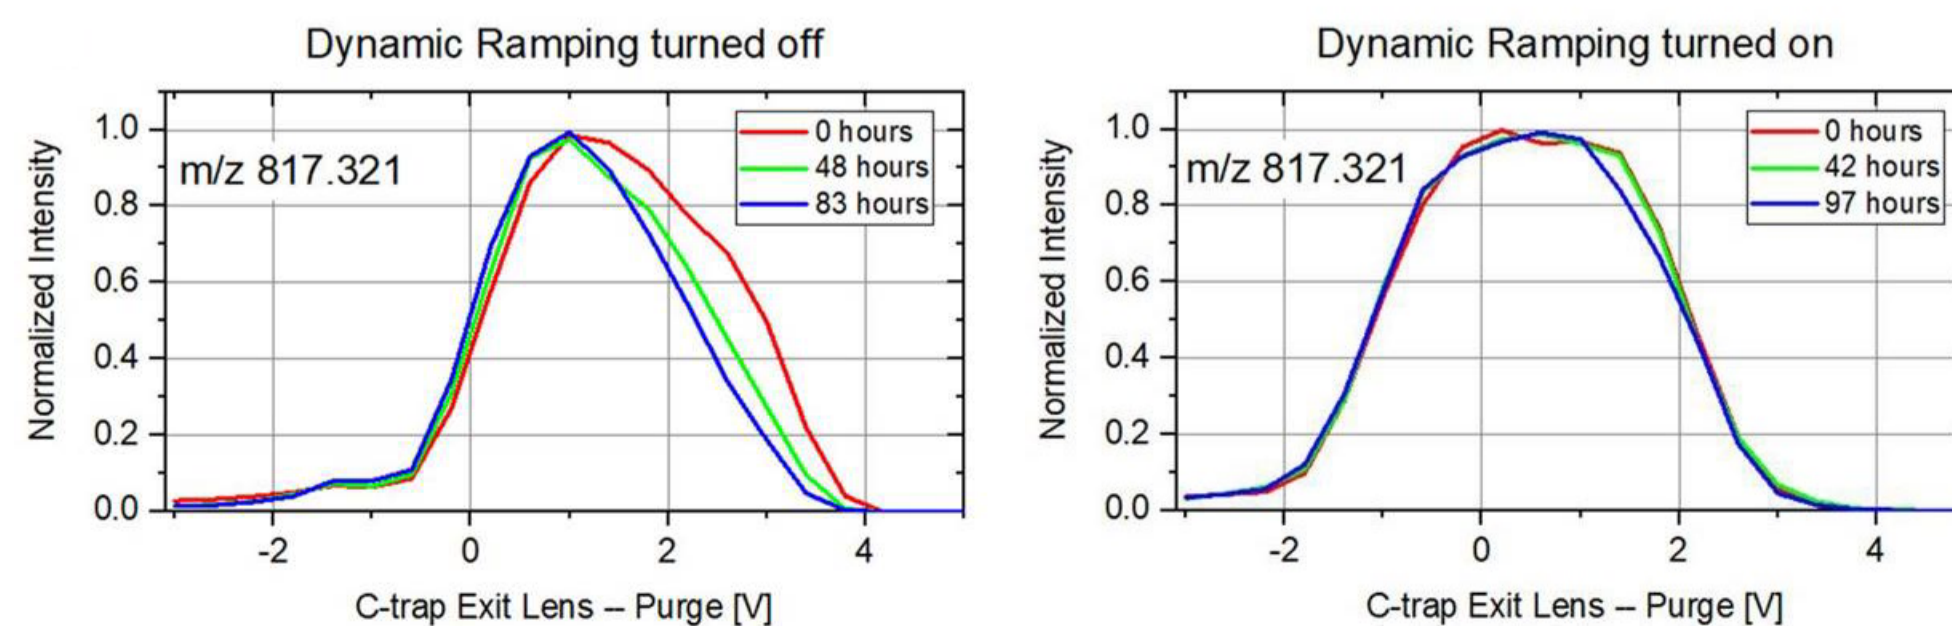 Dynamic Ramping turned off
Normalized Intensity
1.0
0.8
0.6
0.4
0.2
0.0
m/z 817.321
0 hours
48 hours
83 hours
-2
0
2
4
C-trap Exit Lens -- Purge [V]
Dynamic Ramping turned on
Normalized Intensity
1.0
0.8
0.6
0.4
0.2
0.0
m/z 817.321
0 hours
42 hours
97 hours
-2
0
2
4
C-trap Exit Lens -- Purge [V]